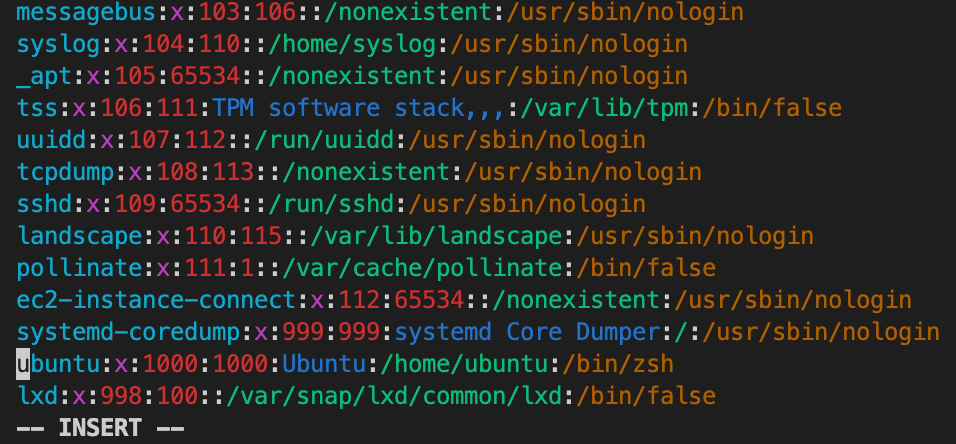 messagebus:x:103:106::/nonexistent:/usr/sbin/nologin
syslog:x:104:110::/home/syslog:/usr/sbin/nologin
_apt:x:105:65534::/nonexistent:/usr/sbin/nologin
tss:x:106:111:TPM software stack,,,:/var/lib/tpm:/bin/false
uuidd:x:107:112::/run/uuidd:/usr/sbin/nologin
tcpdump:x:108:113::/nonexistent:/usr/sbin/nologin
sshd:x:109:65534::/run/sshd:/usr/sbin/nologin
landscape:x:110:115::/var/lib/landscape:/usr/sbin/nologin
pollinate:x:111:1::/var/cache/pollinate:/bin/false
ec2-instance-connect:x:112:65534::/nonexistent:/usr/sbin/nologin
systemd-coredump:x:999:999:systemd Core Dumper:/:/usr/sbin/nologin
ubuntu:x:1000:1000:Ubuntu:/home/ubuntu:/bin/zsh
lxd:x:998:100::/var/snap/lxd/common/lxd:/bin/false
-- INSERT --